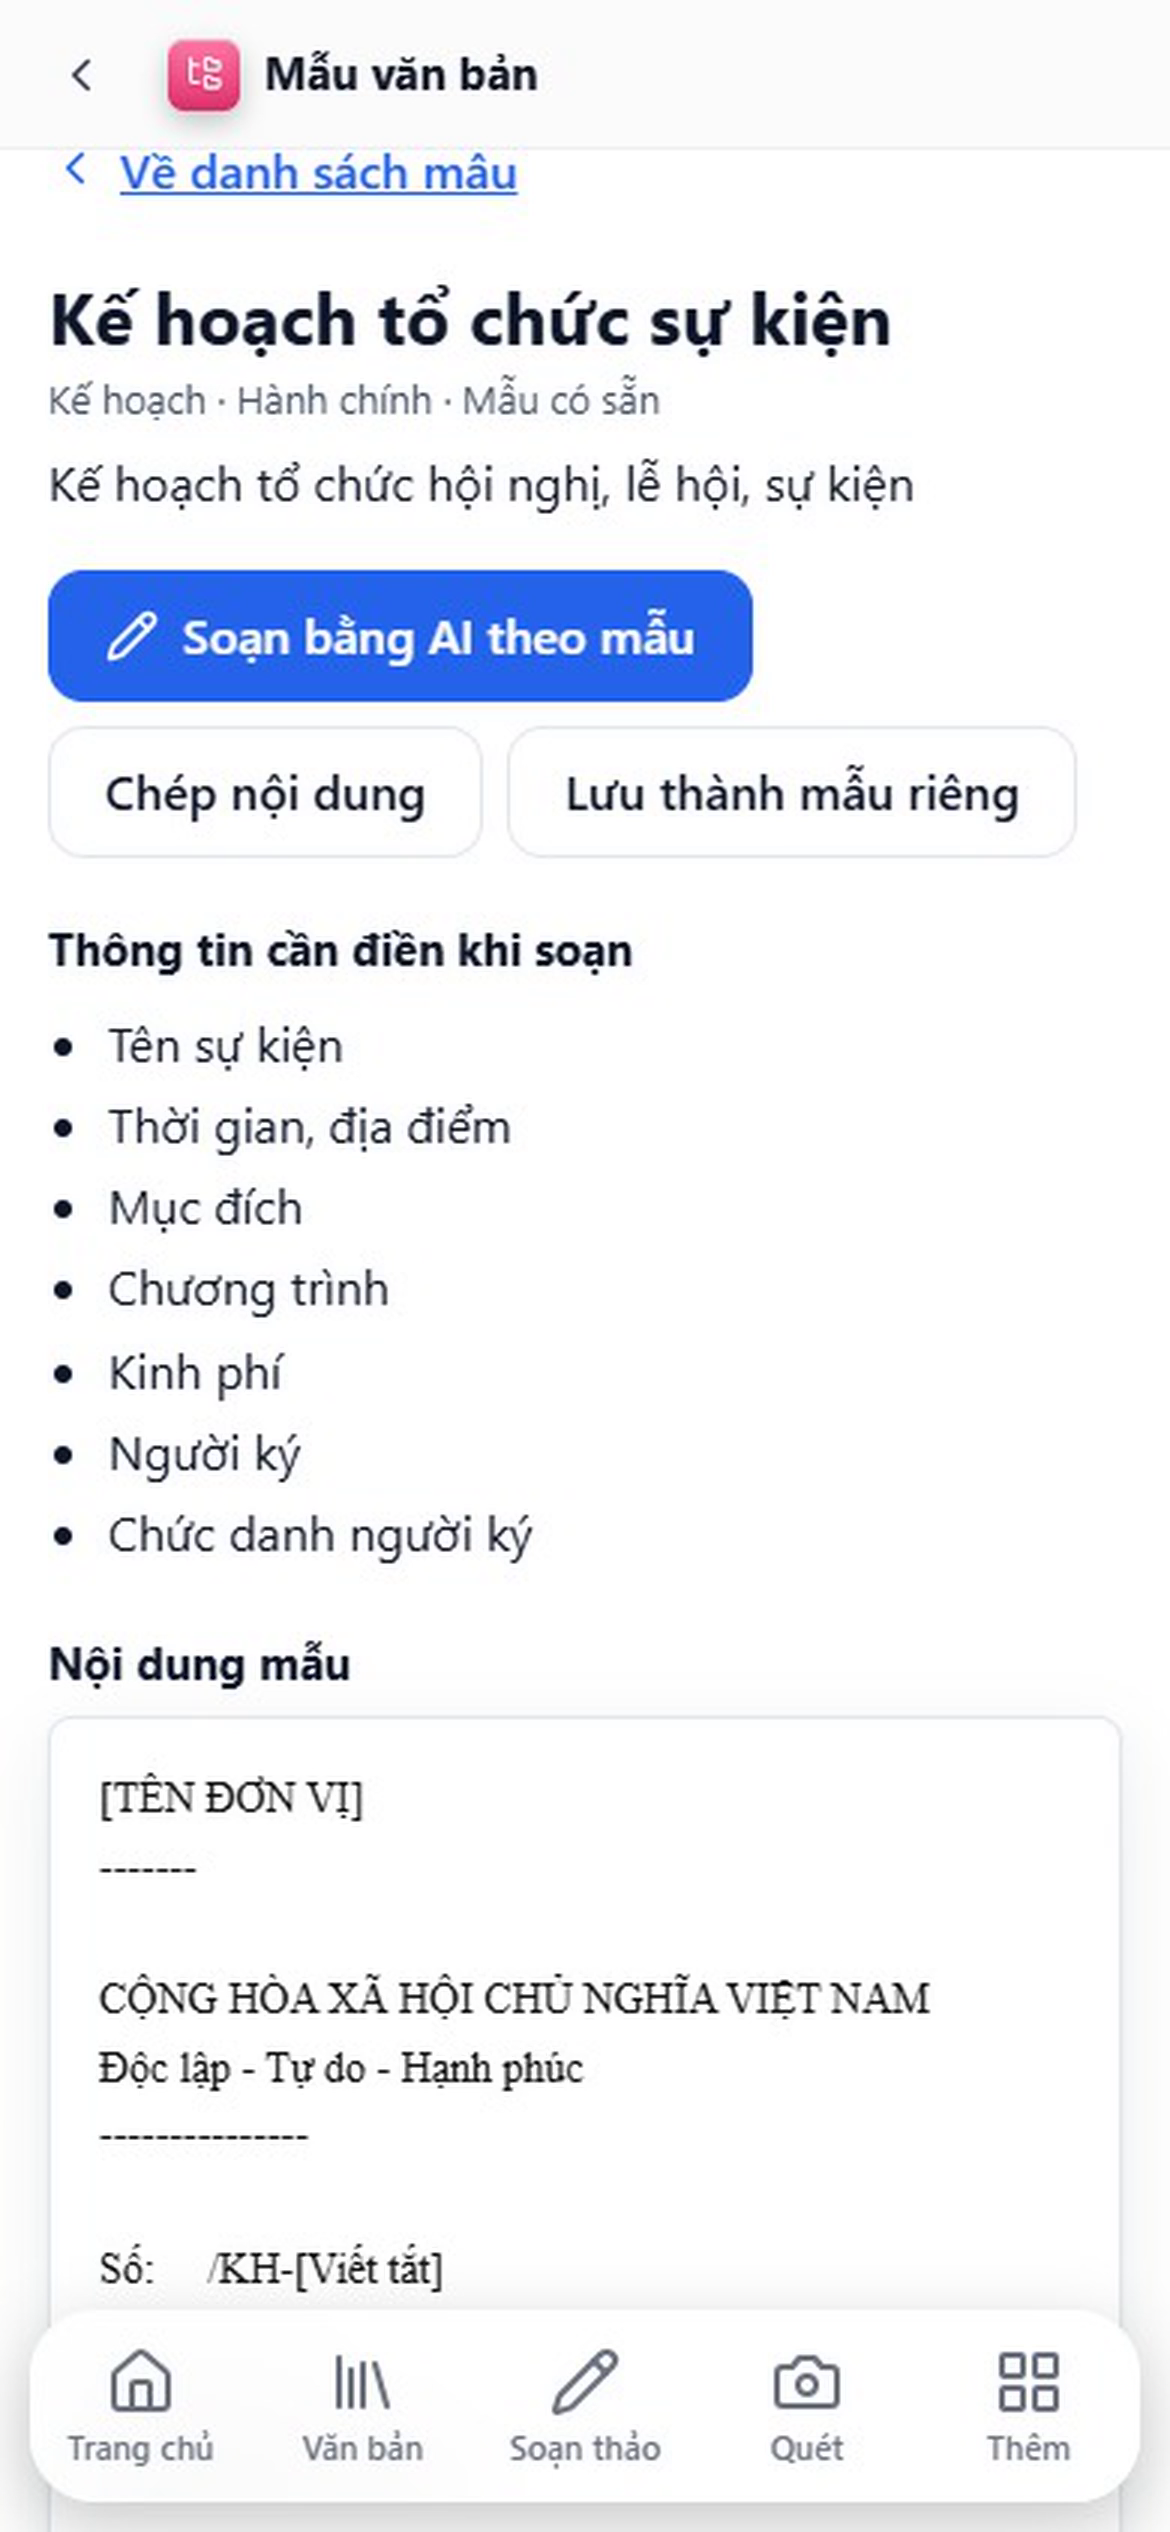 Mẫu văn bản
Về danh sách mẫu
Kế hoạch tổ chức sự kiện
Kế hoạch · Hành chính · Mẫu có sẵn
Kế hoạch tổ chức hội nghị, lễ hội, sự kiện
Soạn bằng AI theo mẫu
Chép nội dung
Lưu thành mẫu riêng
Thông tin cần điền khi soạn
• Tên sự kiện
• Thời gian, địa điểm
• Mục đích
• Chương trình
• Kinh phí
• Người ký
• Chức danh người ký
Nội dung mẫu
[TÊN ĐƠN VỊ]
-------
CỘNG HÒA XÃ HỘI CHỦ NGHĨA VIỆT NAM
Độc lập - Tự do - Hạnh phúc
---------------
Số:     /KH-[Viết tắt]
Trang chủ
Văn bản
Soạn thảo
Quét
Thêm